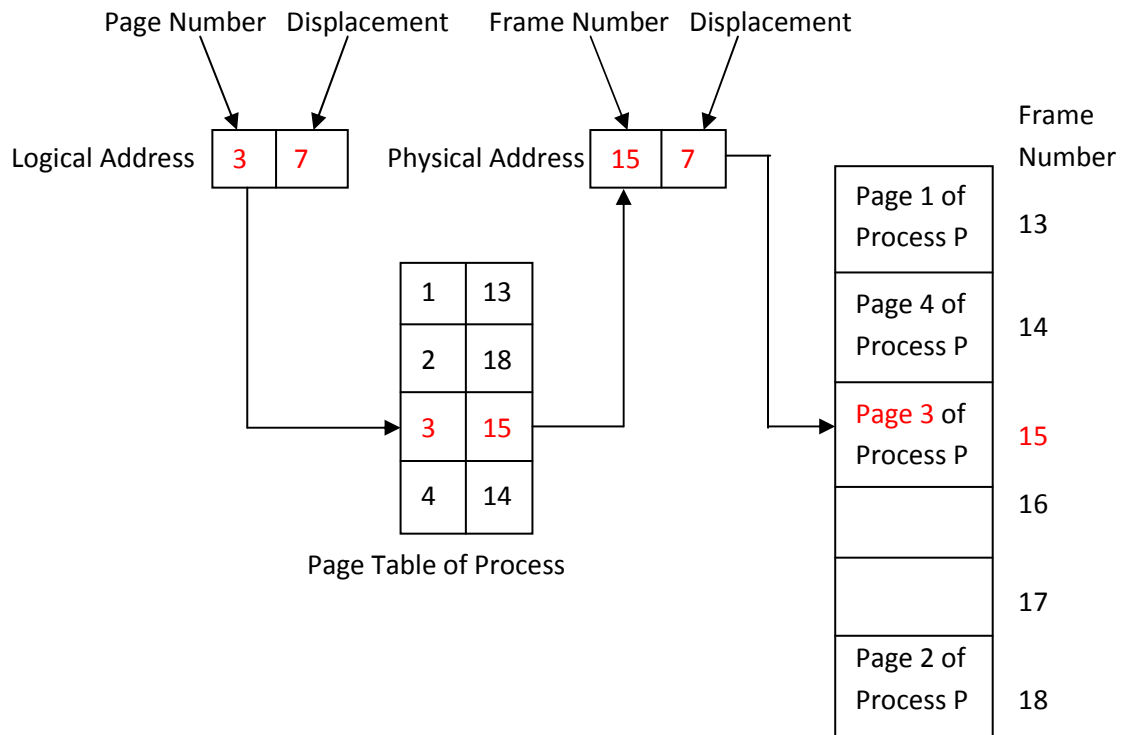 Page Number Displacement Frame Number Displacement
Frame
Number
Logical Address 3 7 Physical Address 15 7
Page 1 of
Process P
13
1 13
2 18
3 15
4 14
Page 4 of
Process P
14
Page 3 of
Process P
15
16
Page Table of Process
17
Page 2 of
Process P
18